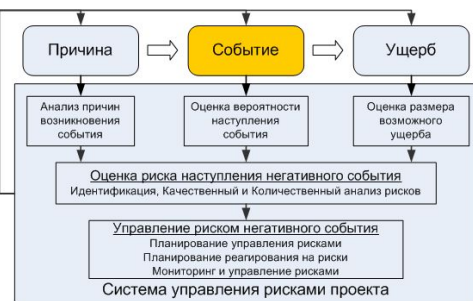 Причина
Событие
Ущерб
Анализ причин
возникновения
события
Оценка вероятности
наступления
события
Оценка размера
возможного
ущерба
Оценка риска наступления негативного события
Идентификация, Качественный и Количественный анализ рисков
Управление риском негативного события
Планирование управления рисками
Планирование реагирования на риски
Мониторинг и управление рисками
Система управления рисками проекта